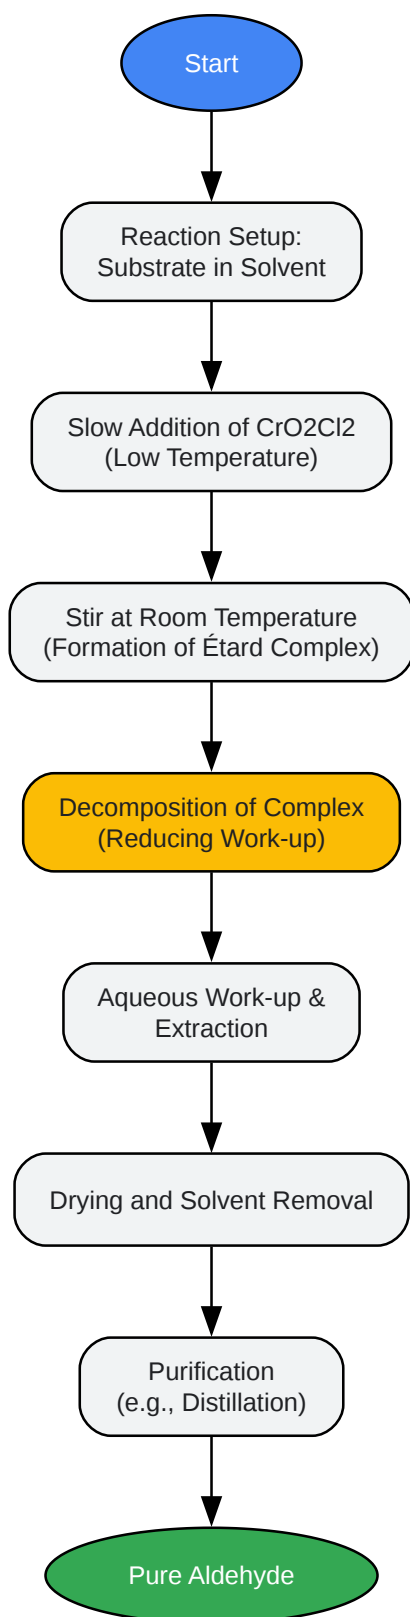 Start
Reaction Setup:
Substrate in Solvent
Slow Addition of CrO2Cl2
(Low Temperature)
Stir at Room Temperature
(Formation of Étard Complex)
Decomposition of Complex
(Reducing Work-up)
Aqueous Work-up &
Extraction
Drying and Solvent Removal
Purification
(e.g., Distillation)
Pure Aldehyde